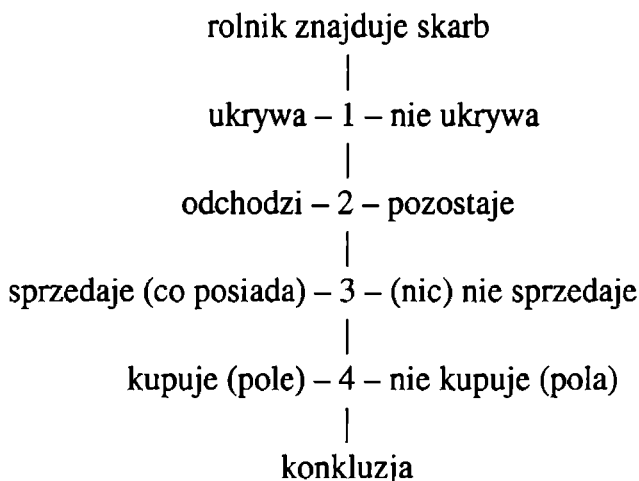 rolnik znajduje skarb
|
ukrywa – 1 – nie ukrywa
|
odchodzi – 2 – pozostaje
|
sprzedaje (co posiada) – 3 – (nic) nie sprzedaje
|
kupuje (pole) – 4 – nie kupuje (pola)
|
konkluzja